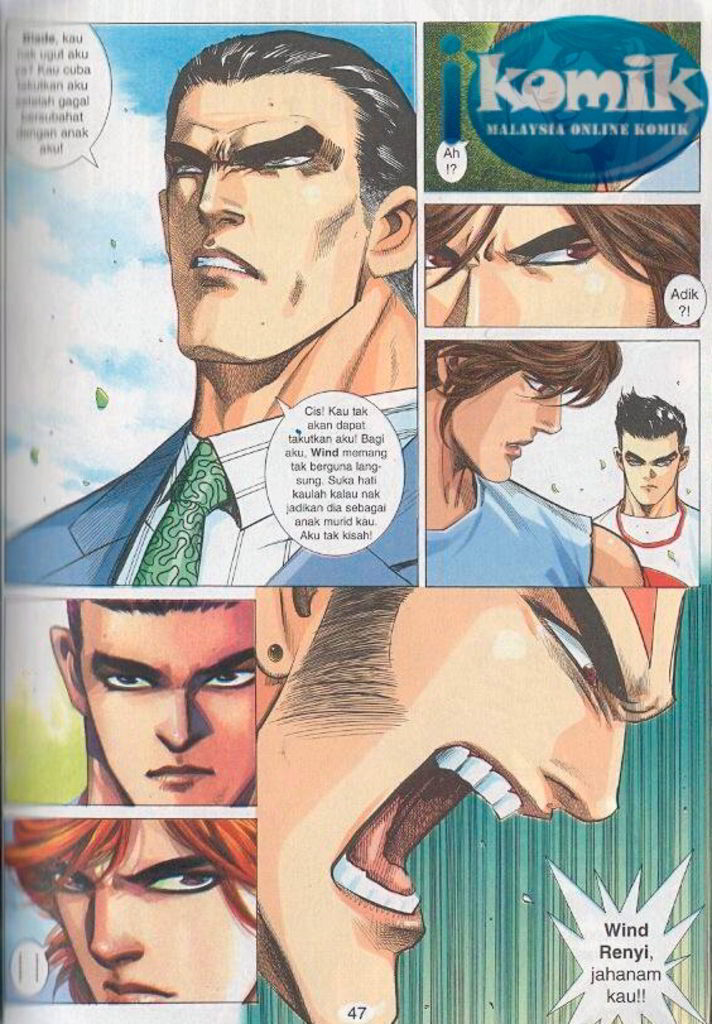 Blade, kau
nak ugut aku
?! Kau cuba
takutkan aku
setelah gagal
bersubahat
dengan anak
aku!
ikomik
MALAYSIA ONLINE KOMIK
Ah
!?
Adik
?!
Cis! Kau tak
akan dapat
takutkan aku! Bagi
aku, Wind memang
tak berguna lang-
sung. Suka hati
kaulah kalau nak
jadikan dia sebagai
anak murid kau.
Aku tak kisah!
!!
Wind
Renyi,
jahanam
kau!!
47